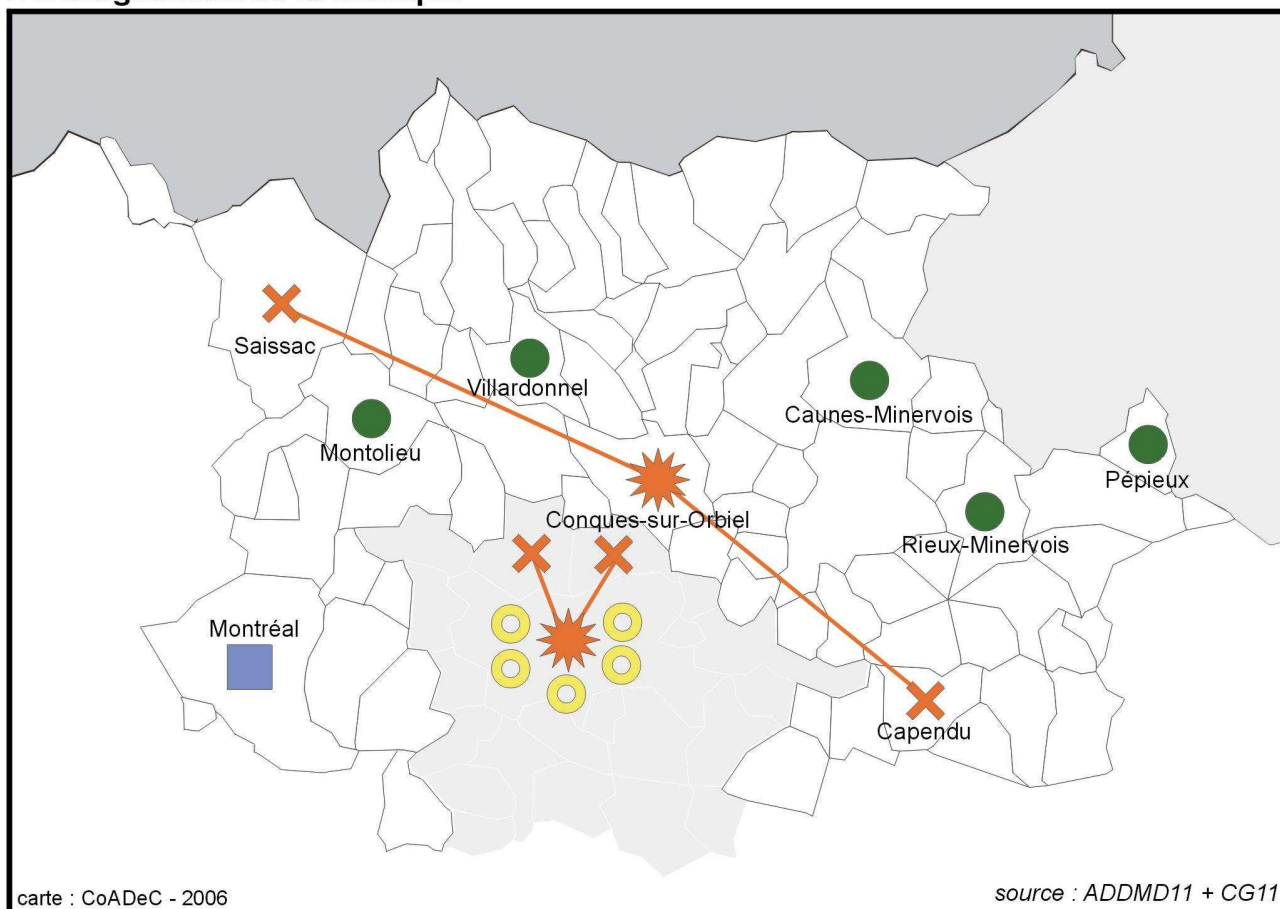 Saissac
Villardonnel
Caunes-Minervois
Montolieu
Pépieux
Conques-sur-Orbiel
Rieux-Minervois
Montréal
Capendu
carte : CoADeC - 2006
source : ADDMD11 + CG11